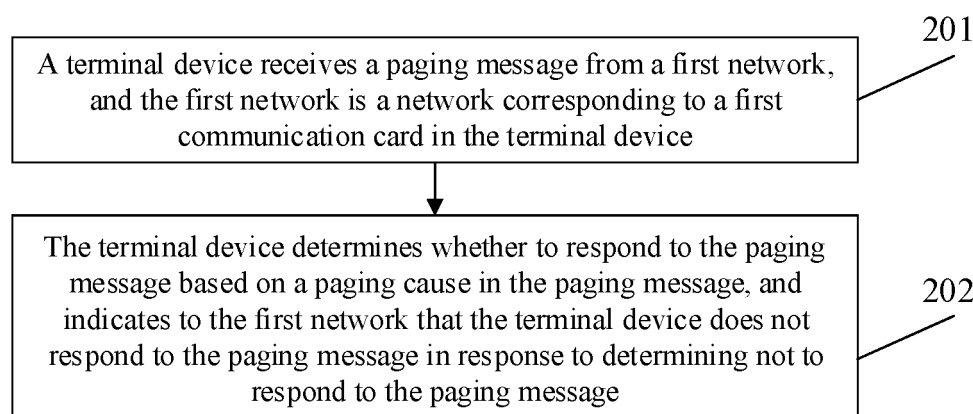 201
A terminal device receives a paging message from a first network,
and the first network is a network corresponding to a first
communication card in the terminal device
The terminal device determines whether to respond to the paging
message based on a paging cause in the paging message, and
indicates to the first network that the terminal device does not
respond to the paging message in response to determining not to
respond to the paging message
202